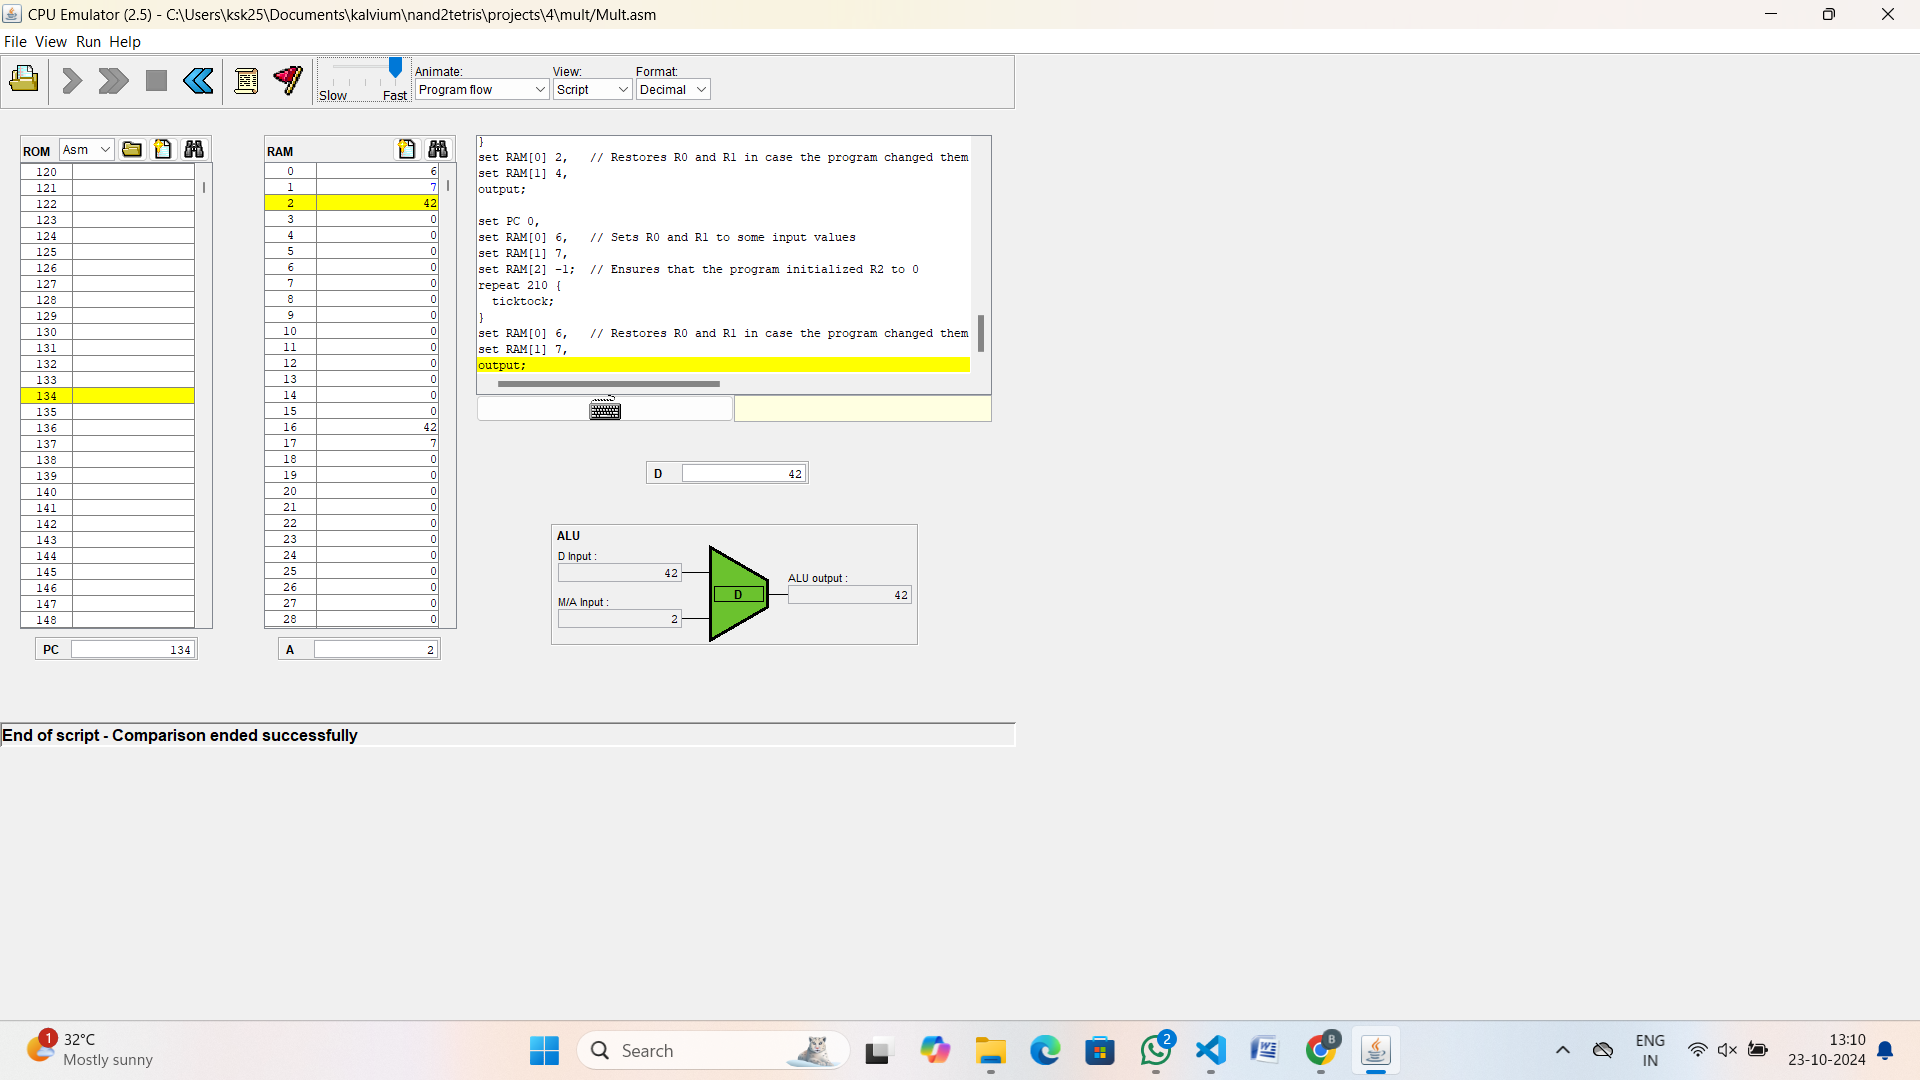 CPU Emulator (2.5) - C:\Users\ksk25\Documents\kalvium\nand2tetris\projects\4\mult/Mult.asm
File View Run Help
Slow Fast
Animate: View: Format:
Program flow Script Decimal
ROM Asm
120
121
122
123
124
125
126
127
128
129
130
131
132
133
134
135
136
137
138
139
140
141
142
143
144
145
146
147
148
PC 134
RAM
0 6
1 7
2 42
3 0
4 0
5 0
6 0
7 0
8 0
9 0
10 0
11 0
12 0
13 0
14 0
15 0
16 42
17 7
18 0
19 0
20 0
21 0
22 0
23 0
24 0
25 0
26 0
27 0
28 0
A 2
}
set RAM[0] 2, // Restores R0 and R1 in case the program changed them
set RAM[1] 4,
output;
set PC 0,
set RAM[0] 6, // Sets R0 and R1 to some input values
set RAM[1] 7,
set RAM[2] -1; // Ensures that the program initialized R2 to 0
repeat 210 {
ticktock;
}
set RAM[0] 6, // Restores R0 and R1 in case the program changed them
set RAM[1] 7,
output;
D 42
ALU
D Input :
42
M/A Input :
2
D
ALU output :
42
End of script - Comparison ended successfully
1
32°C
Mostly sunny
Search
2
B
ENG
IN
13:10
23-10-2024